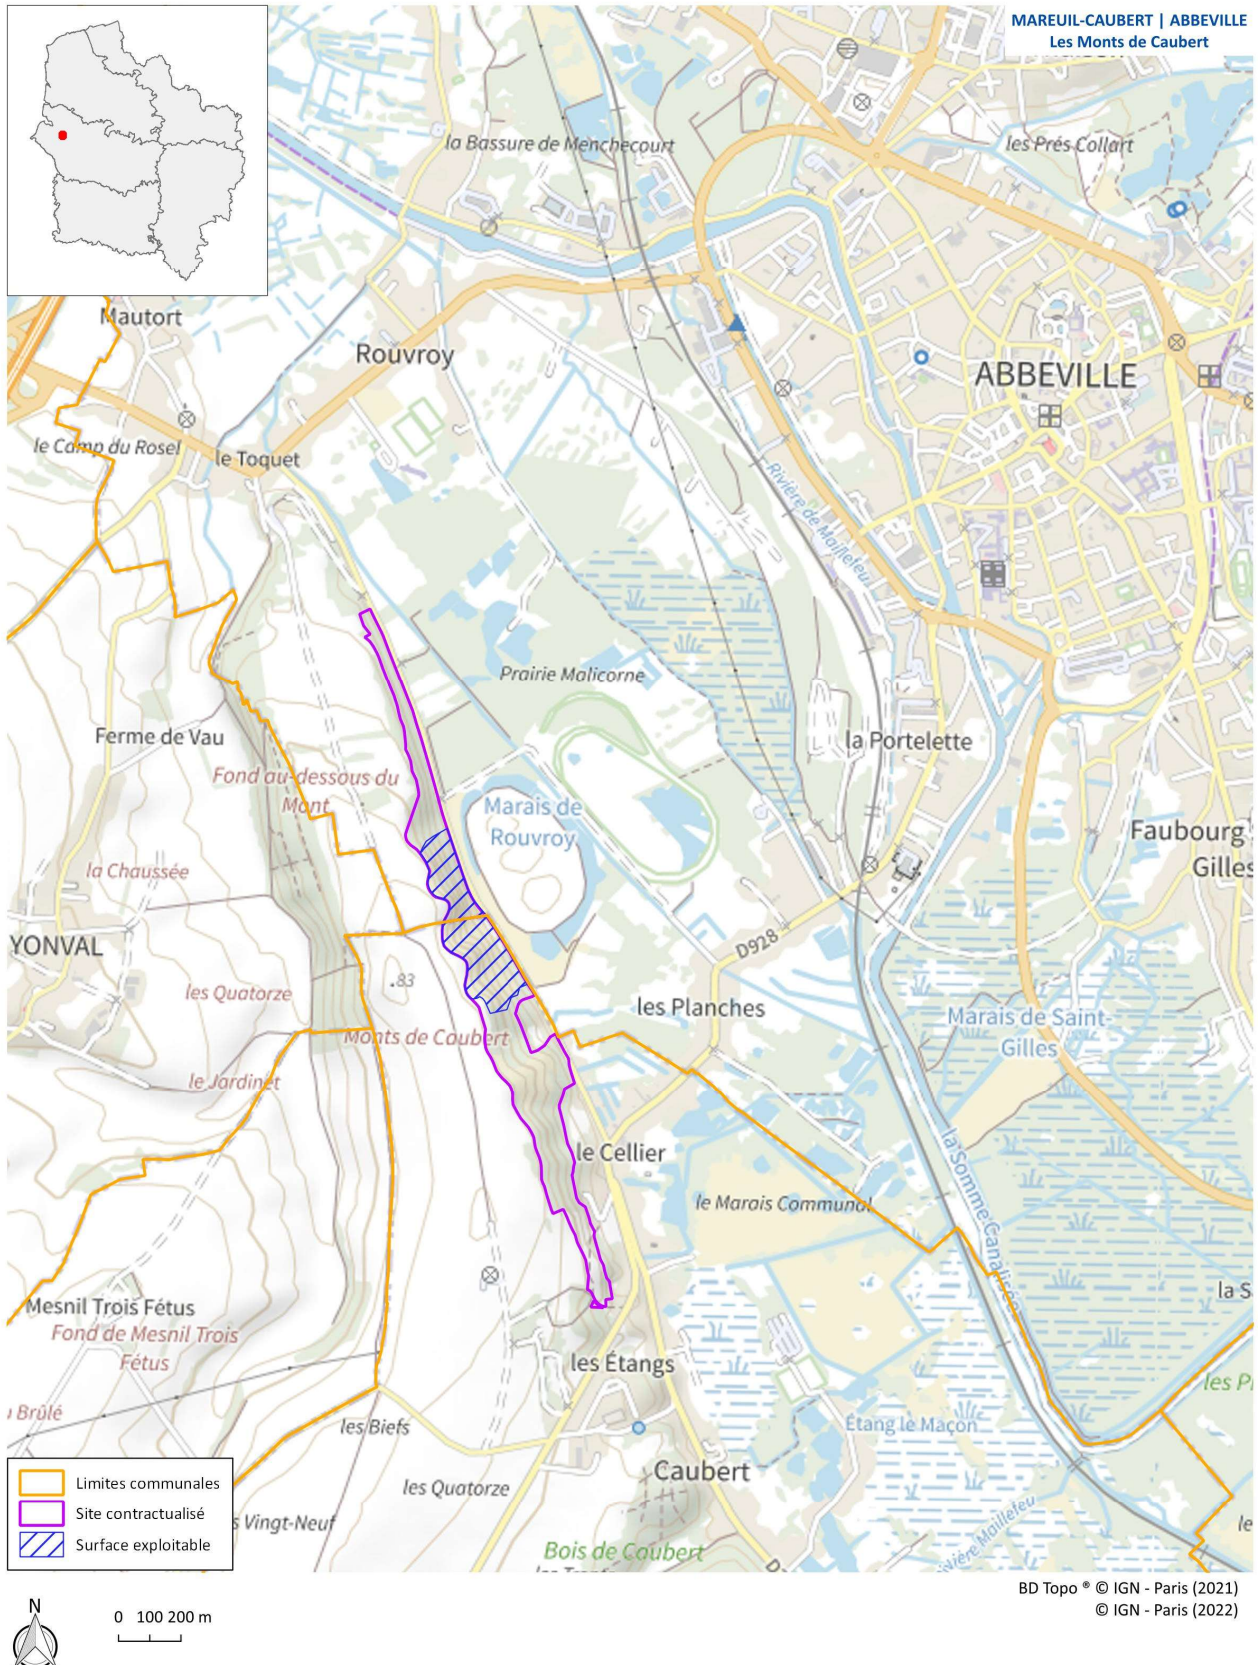 MAREUIL-CAUBERT | ABBEVILLE
Les Monts de Caubert
la Bassure de Menchecourt
les Prés Collart
Mautort
Rouvroy
ABBEVILLE
le Camp du Rosel
le Toquet
Rivière de Maillefeu
Prairie Malicorne
Ferme de Vau
la Portelette
Fond au-dessous du
Mont
Marais de
Rouvroy
Faubourg
Gilles
la Chaussée
YONVAL
D928
83
les Quatorze
les Planches
Marais de Saint-
Gilles
Monts de Caubert
le Jardinet
le Cellier
la Somme Canalisée
le Marais Communal
la S
Mesnil Trois Fétus
Fond de Mesnil Trois
Fétus
les Étangs
les P
Brûlé
les Biefs
Étang le Maçon
Caubert
les Quatorze
s Vingt-Neuf
le
Bois de Caubert
Maillefeu
D
Limites communales
Site contractualisé
Surface exploitable
BD Topo ® © IGN - Paris (2021)
© IGN - Paris (2022)
N
0 100 200 m